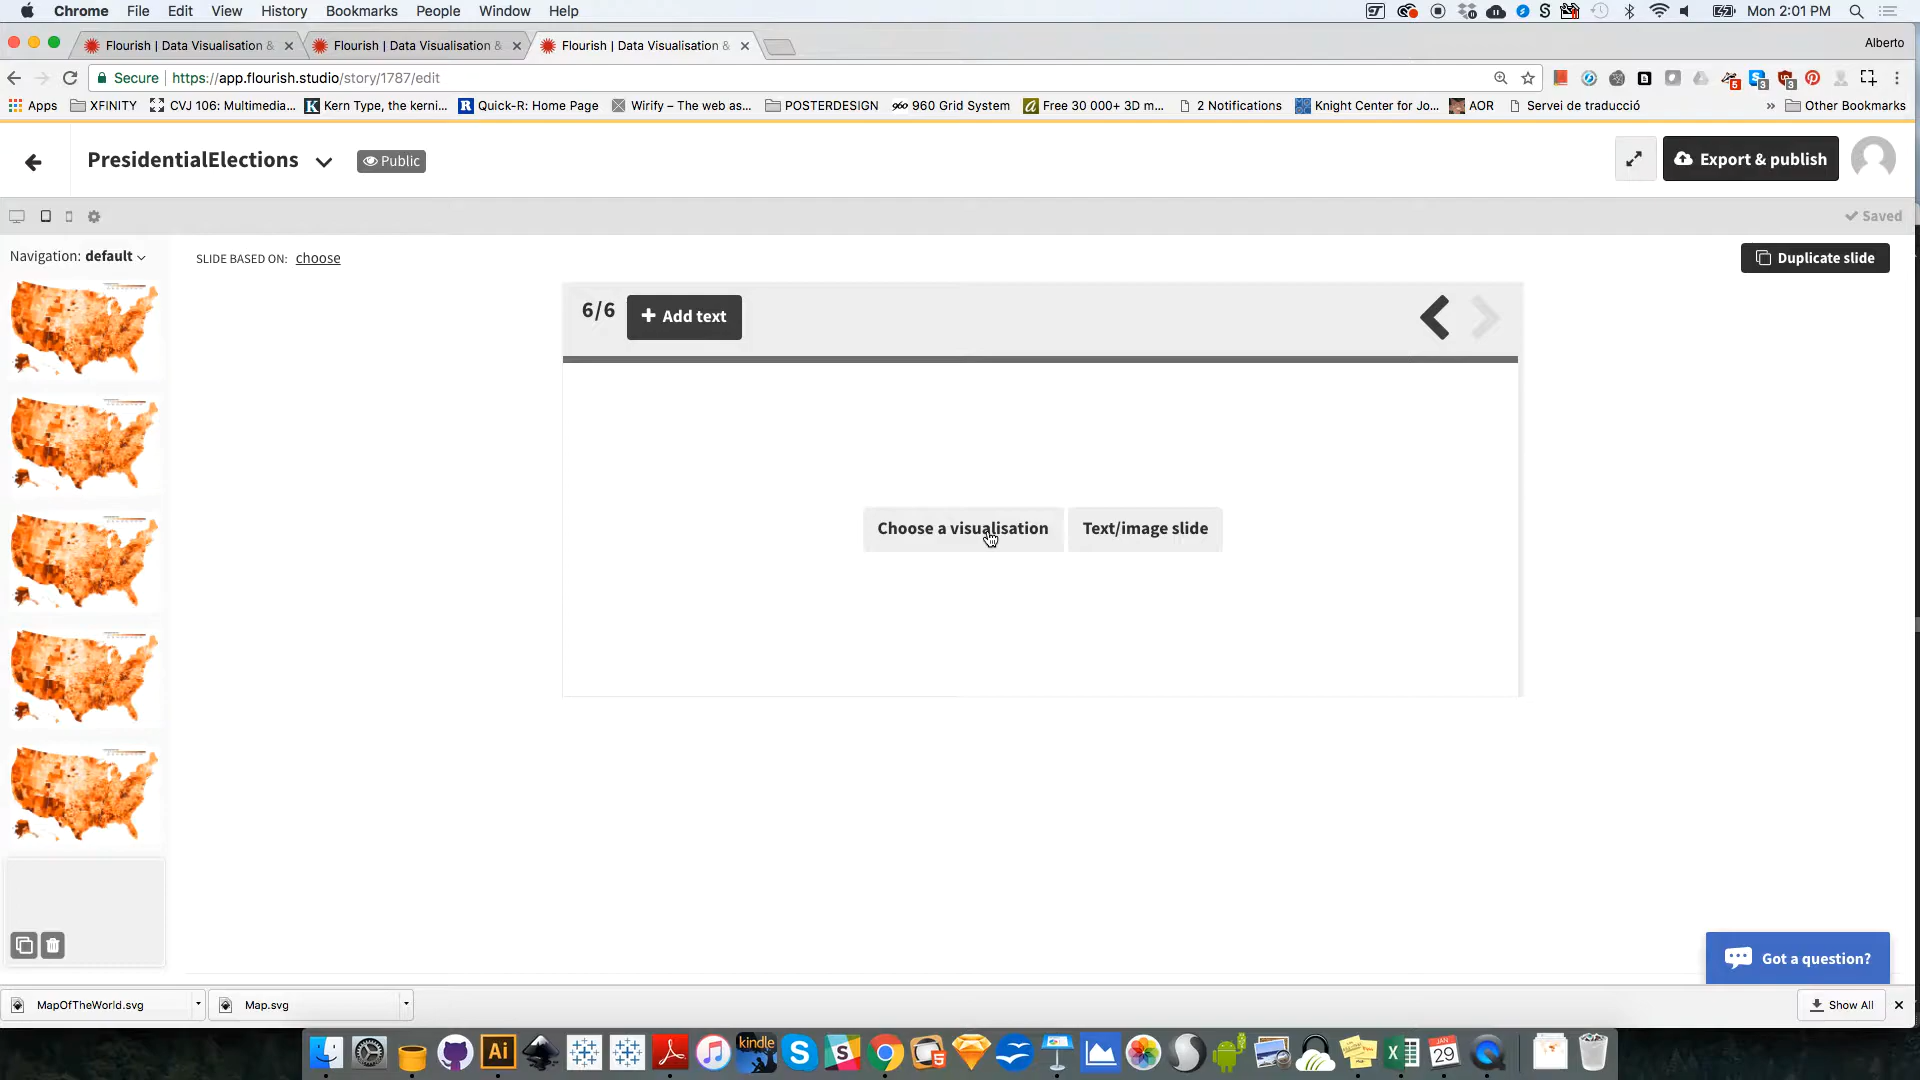 Chrome File Edit View History Bookmarks People Window Help Mon 2:01 PM
Flourish | Data Visualisation & Flourish | Data Visualisation & Flourish | Data Visualisation & Alberto
Secure https://app.flourish.studio/story/1787/edit
Apps XFINITY CVJ 106: Multimedia... Kern Type, the kerni... Quick-R: Home Page Wirify – The web as... POSTERDESIGN 960 Grid System Free 30 000+ 3D m... 2 Notifications Knight Center for Jo... AOR Servei de traducció » Other Bookmarks
PresidentialElections Public Export & publish
Saved
Navigation: default SLIDE BASED ON: choose Duplicate slide
6/6 + Add text
Choose a visualisation Text/image slide
Got a question?
MapOfTheWorld.svg Map.svg Show All
Ai kindle
JAN
29